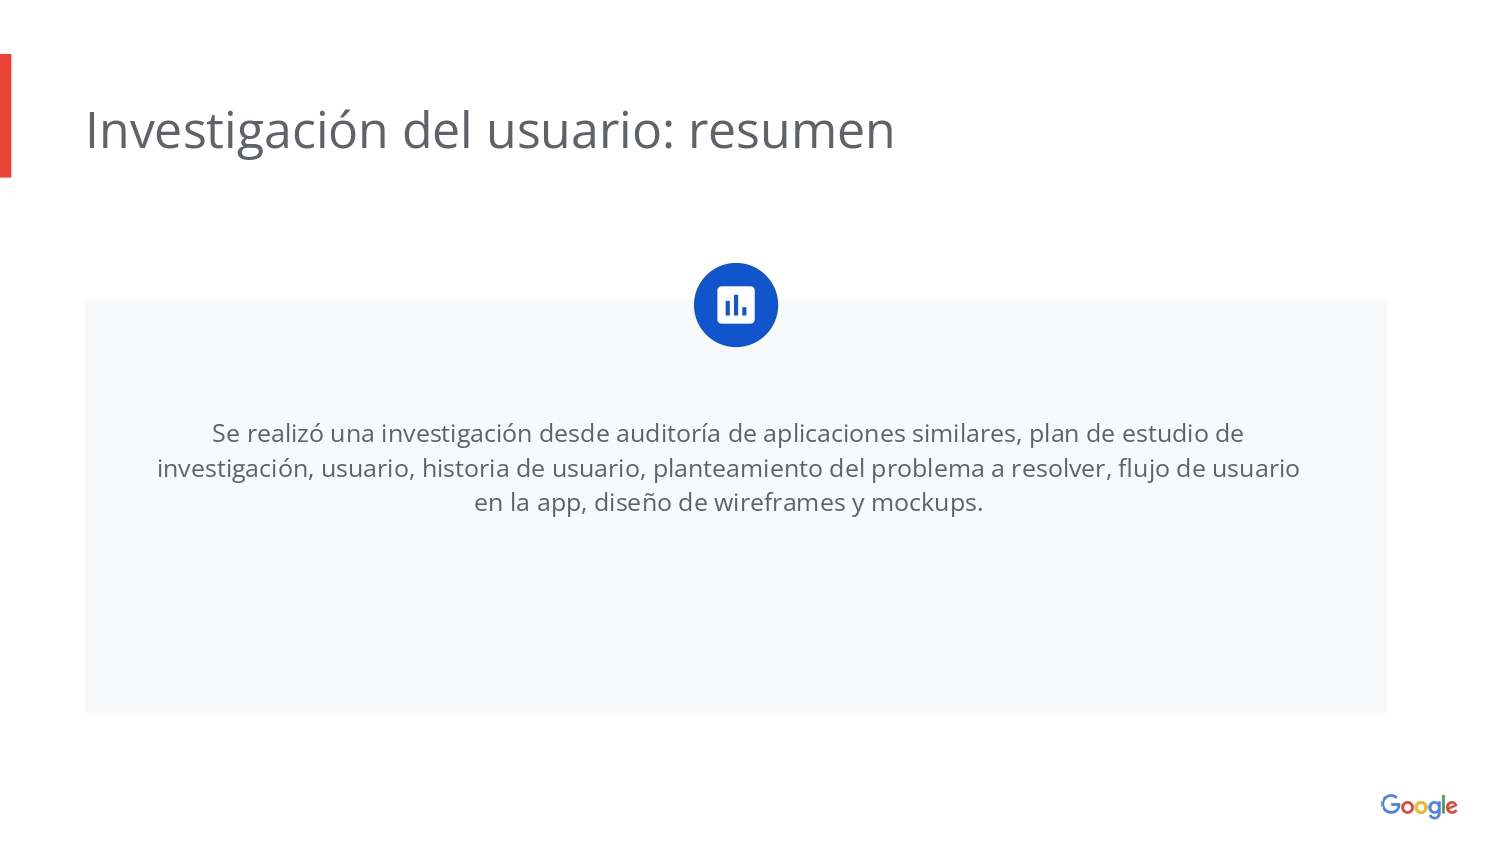 Investigación del usuario: resumen
Se realizó una investigación desde auditoría de aplicaciones similares, plan de estudio de
investigación, usuario, historia de usuario, planteamiento del problema a resolver, flujo de usuario
en la app, diseño de wireframes y mockups.
Google